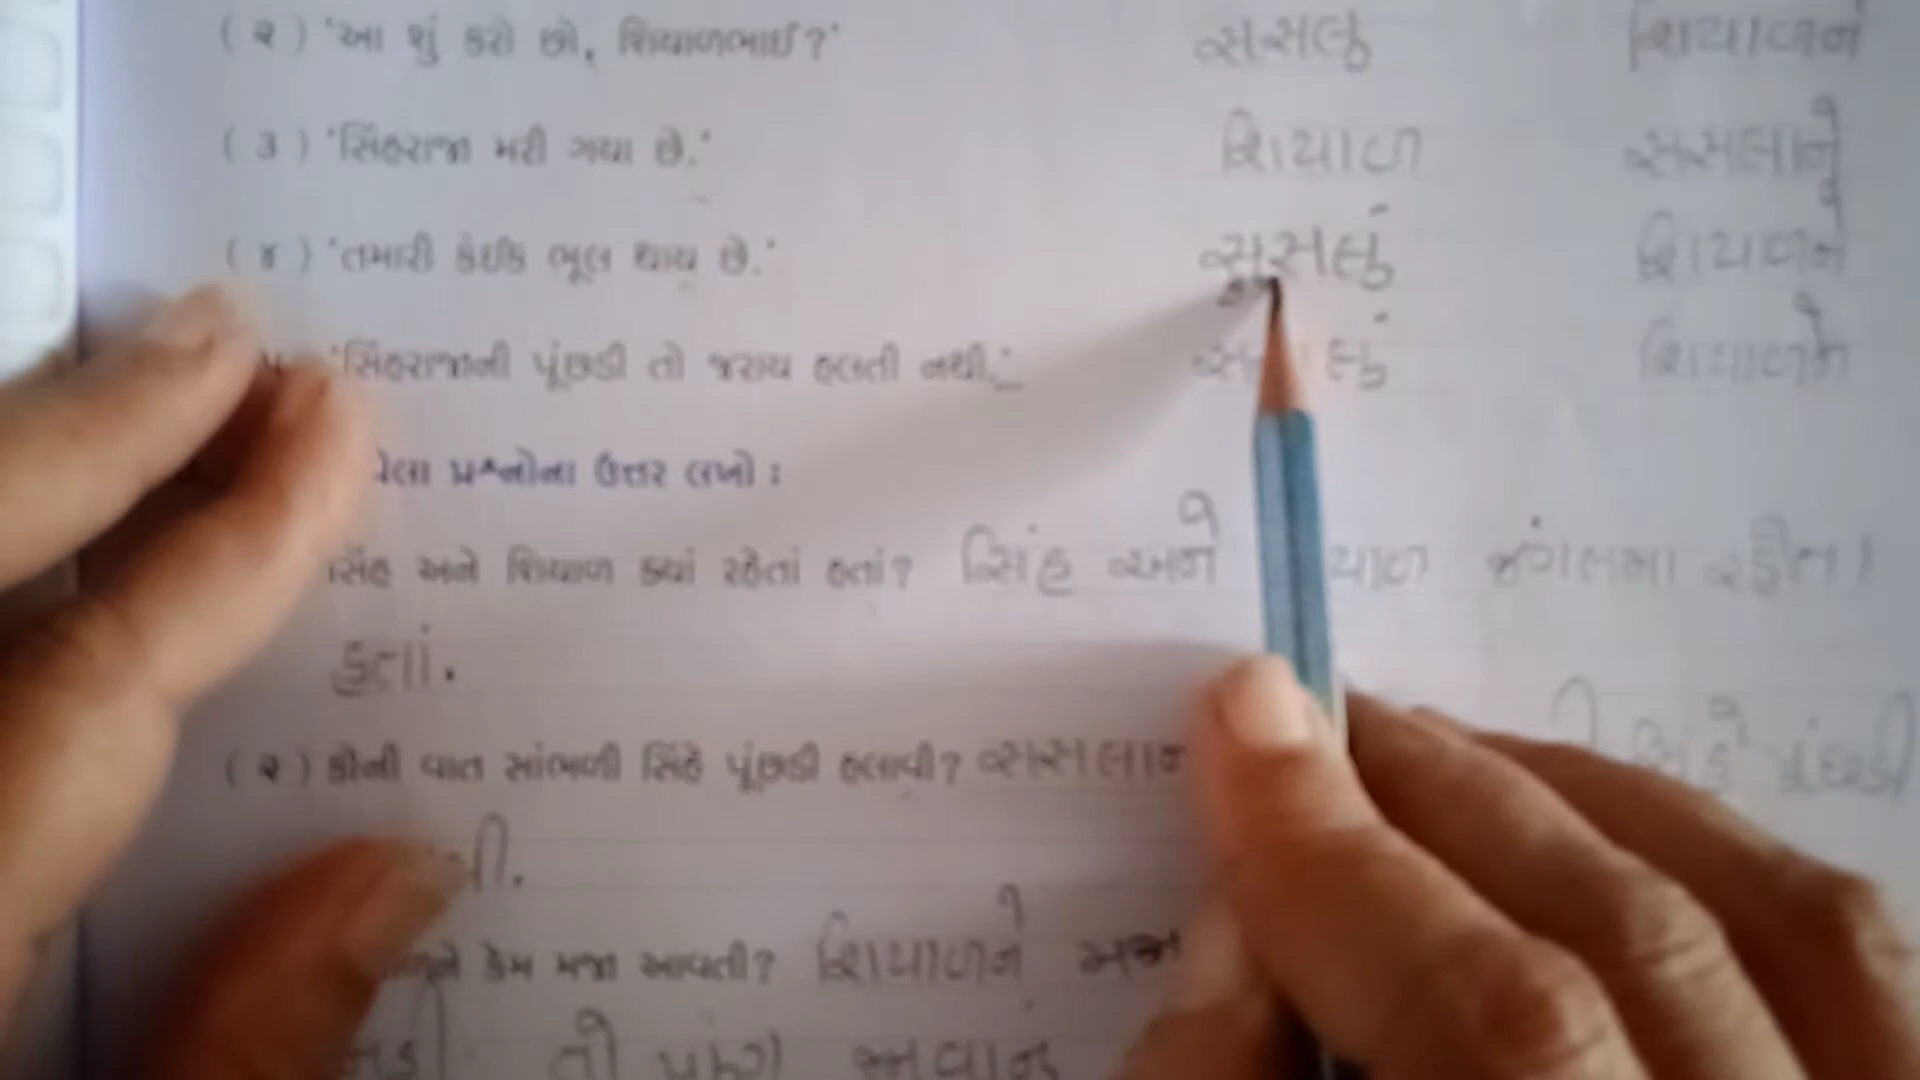 ( ૨ ) 'આ શું કરો છો, શિયાળભાઈ?' સસલુ શિયાળને
( ૩ ) 'સિંહરાજા મરી ગયા છે.' શિયાળ સસલાને
( ૪ ) 'તમારી કંઈક ભૂલ થાય છે.' સસલું શિયાળને
'સિંહરાજાની પૂંછડી તો જરાય હલતી નથી.' શિયાળને
પ્રશ્નોના ઉત્તર લખો :
સિંહ અને શિયાળ ક્યાં રહેતાં હતાં? સિંહ અને જંગલમા
હતાં.
( ૨ ) કોની વાત સાંભળી સિંહે પૂંછડી હલાવી?
કેમ મજા આવતી? શિયાળને મજા
તો